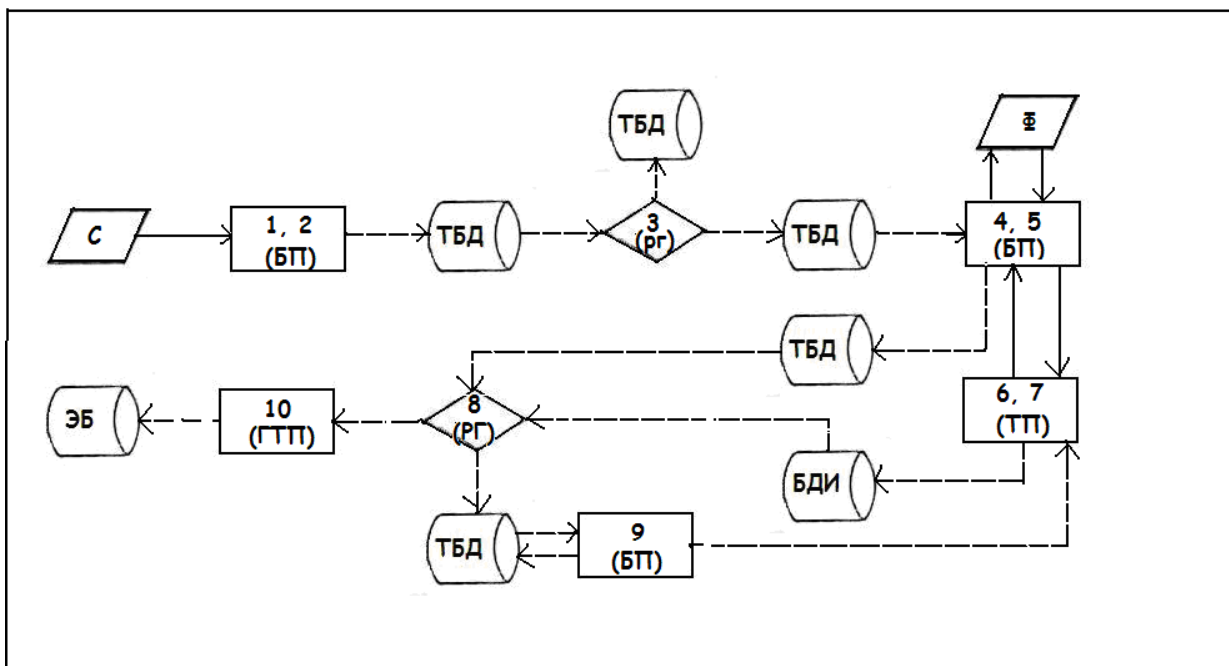 ТБД
Ф
С
1, 2
(БП)
ТБД
3
(РГ)
ТБД
4, 5
(БП)
ТБД
ЭБ
10
(ГТП)
8
(РГ)
6, 7
(ТП)
БДИ
ТБД
9
(БП)